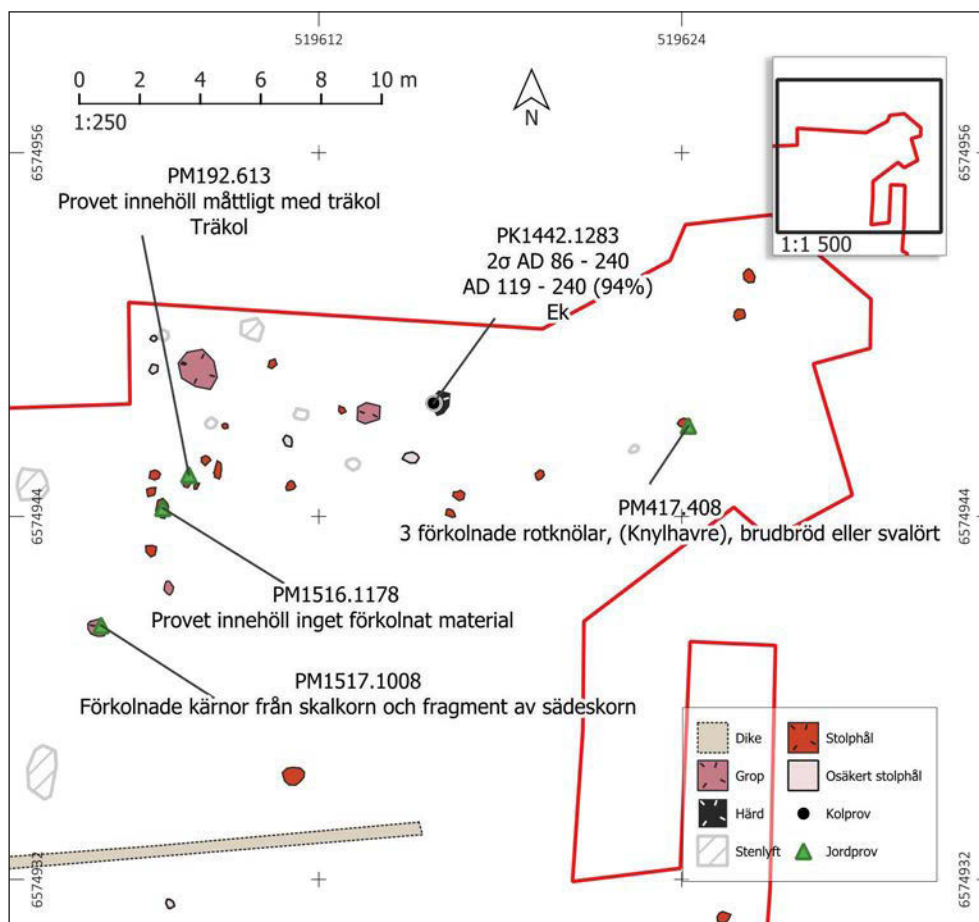 519612
519624
0 2 4 6 8 10 m
1:250
N
6574956
6574956
1:1 500
PM192.613
Provet innehöll måttligt med träkol
Träkol
PK1442.1283
2σ AD 86 - 240
AD 119 - 240 (94%)
Ek
6574944
6574944
PM417.408
3 förkolnade rotknölar, (Knylhavre), brudbröd eller svalört
PM1516.1178
Provet innehöll inget förkolnat material
PM1517.1008
Förkolnade kärnor från skalkorn och fragment av sädeskorn
Dike
Grop
Härd
Stenlyft
Stolphål
Osäkert stolphål
Kolprov
Jordprov
6574932
6574932